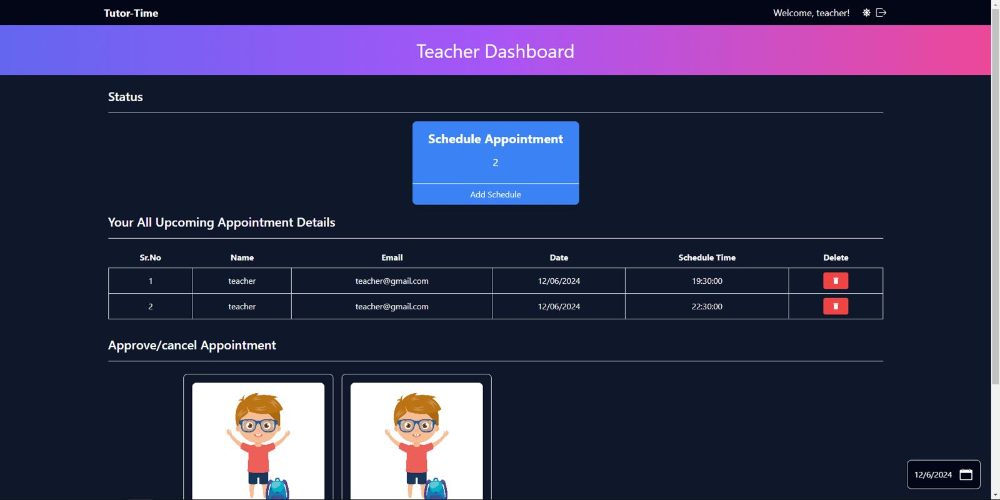 Tutor-Time Welcome, teacher!
Teacher Dashboard
Status
Schedule Appointment
2
Add Schedule
Your All Upcoming Appointment Details
Sr.No Name Email Date Schedule Time Delete
1 teacher teacher@gmail.com 12/06/2024 19:30:00
2 teacher teacher@gmail.com 12/06/2024 22:30:00
Approve/cancel Appointment
12/6/2024